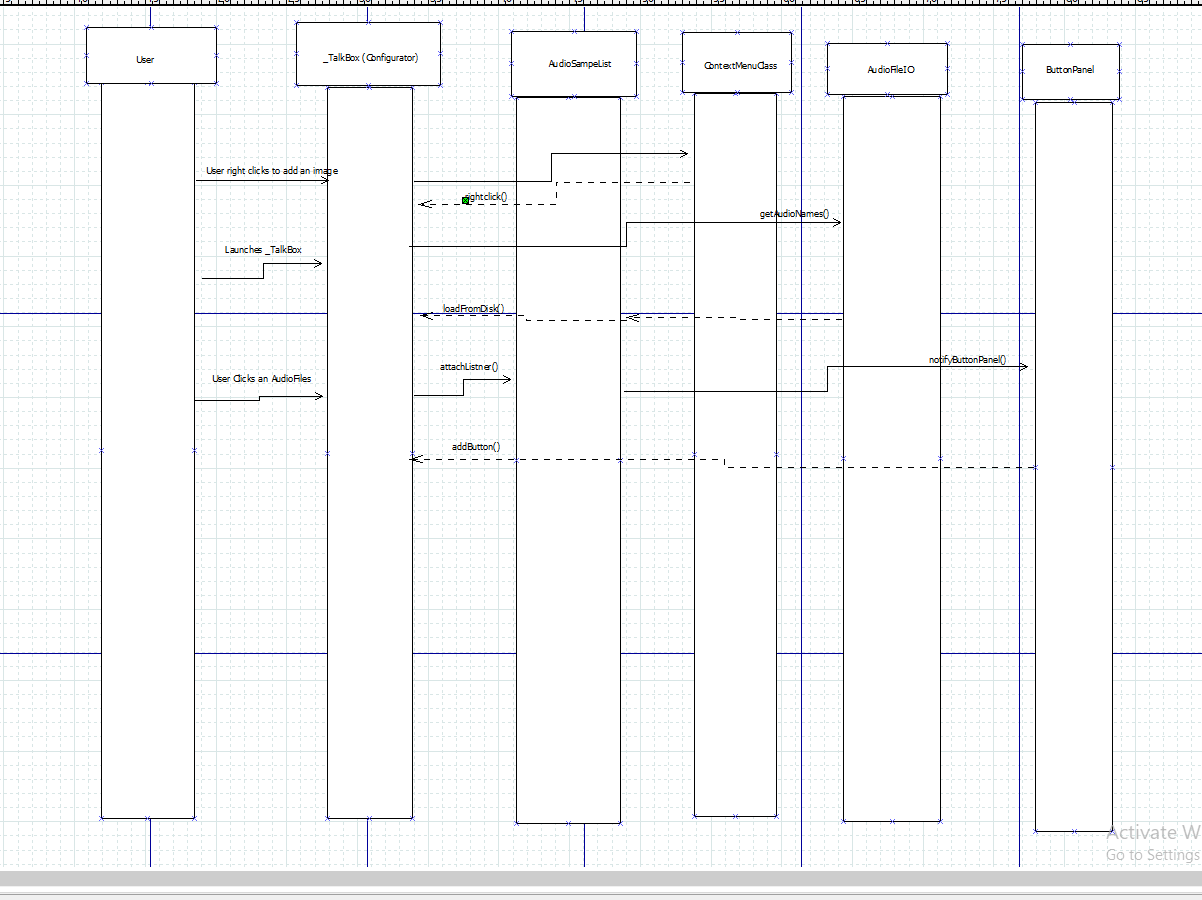 User
_TalkBox (Configurator)
AudioSampeList
ContextMenuClass
AudioFileIO
ButtonPanel
User right clicks to add an image
rightclick()
getAudioNames()
Launches _TalkBox
loadFromDisk()
notifyButtonPanel()
attachListner()
User Clicks an AudioFiles
addButton()
Activate W
Go to Settings